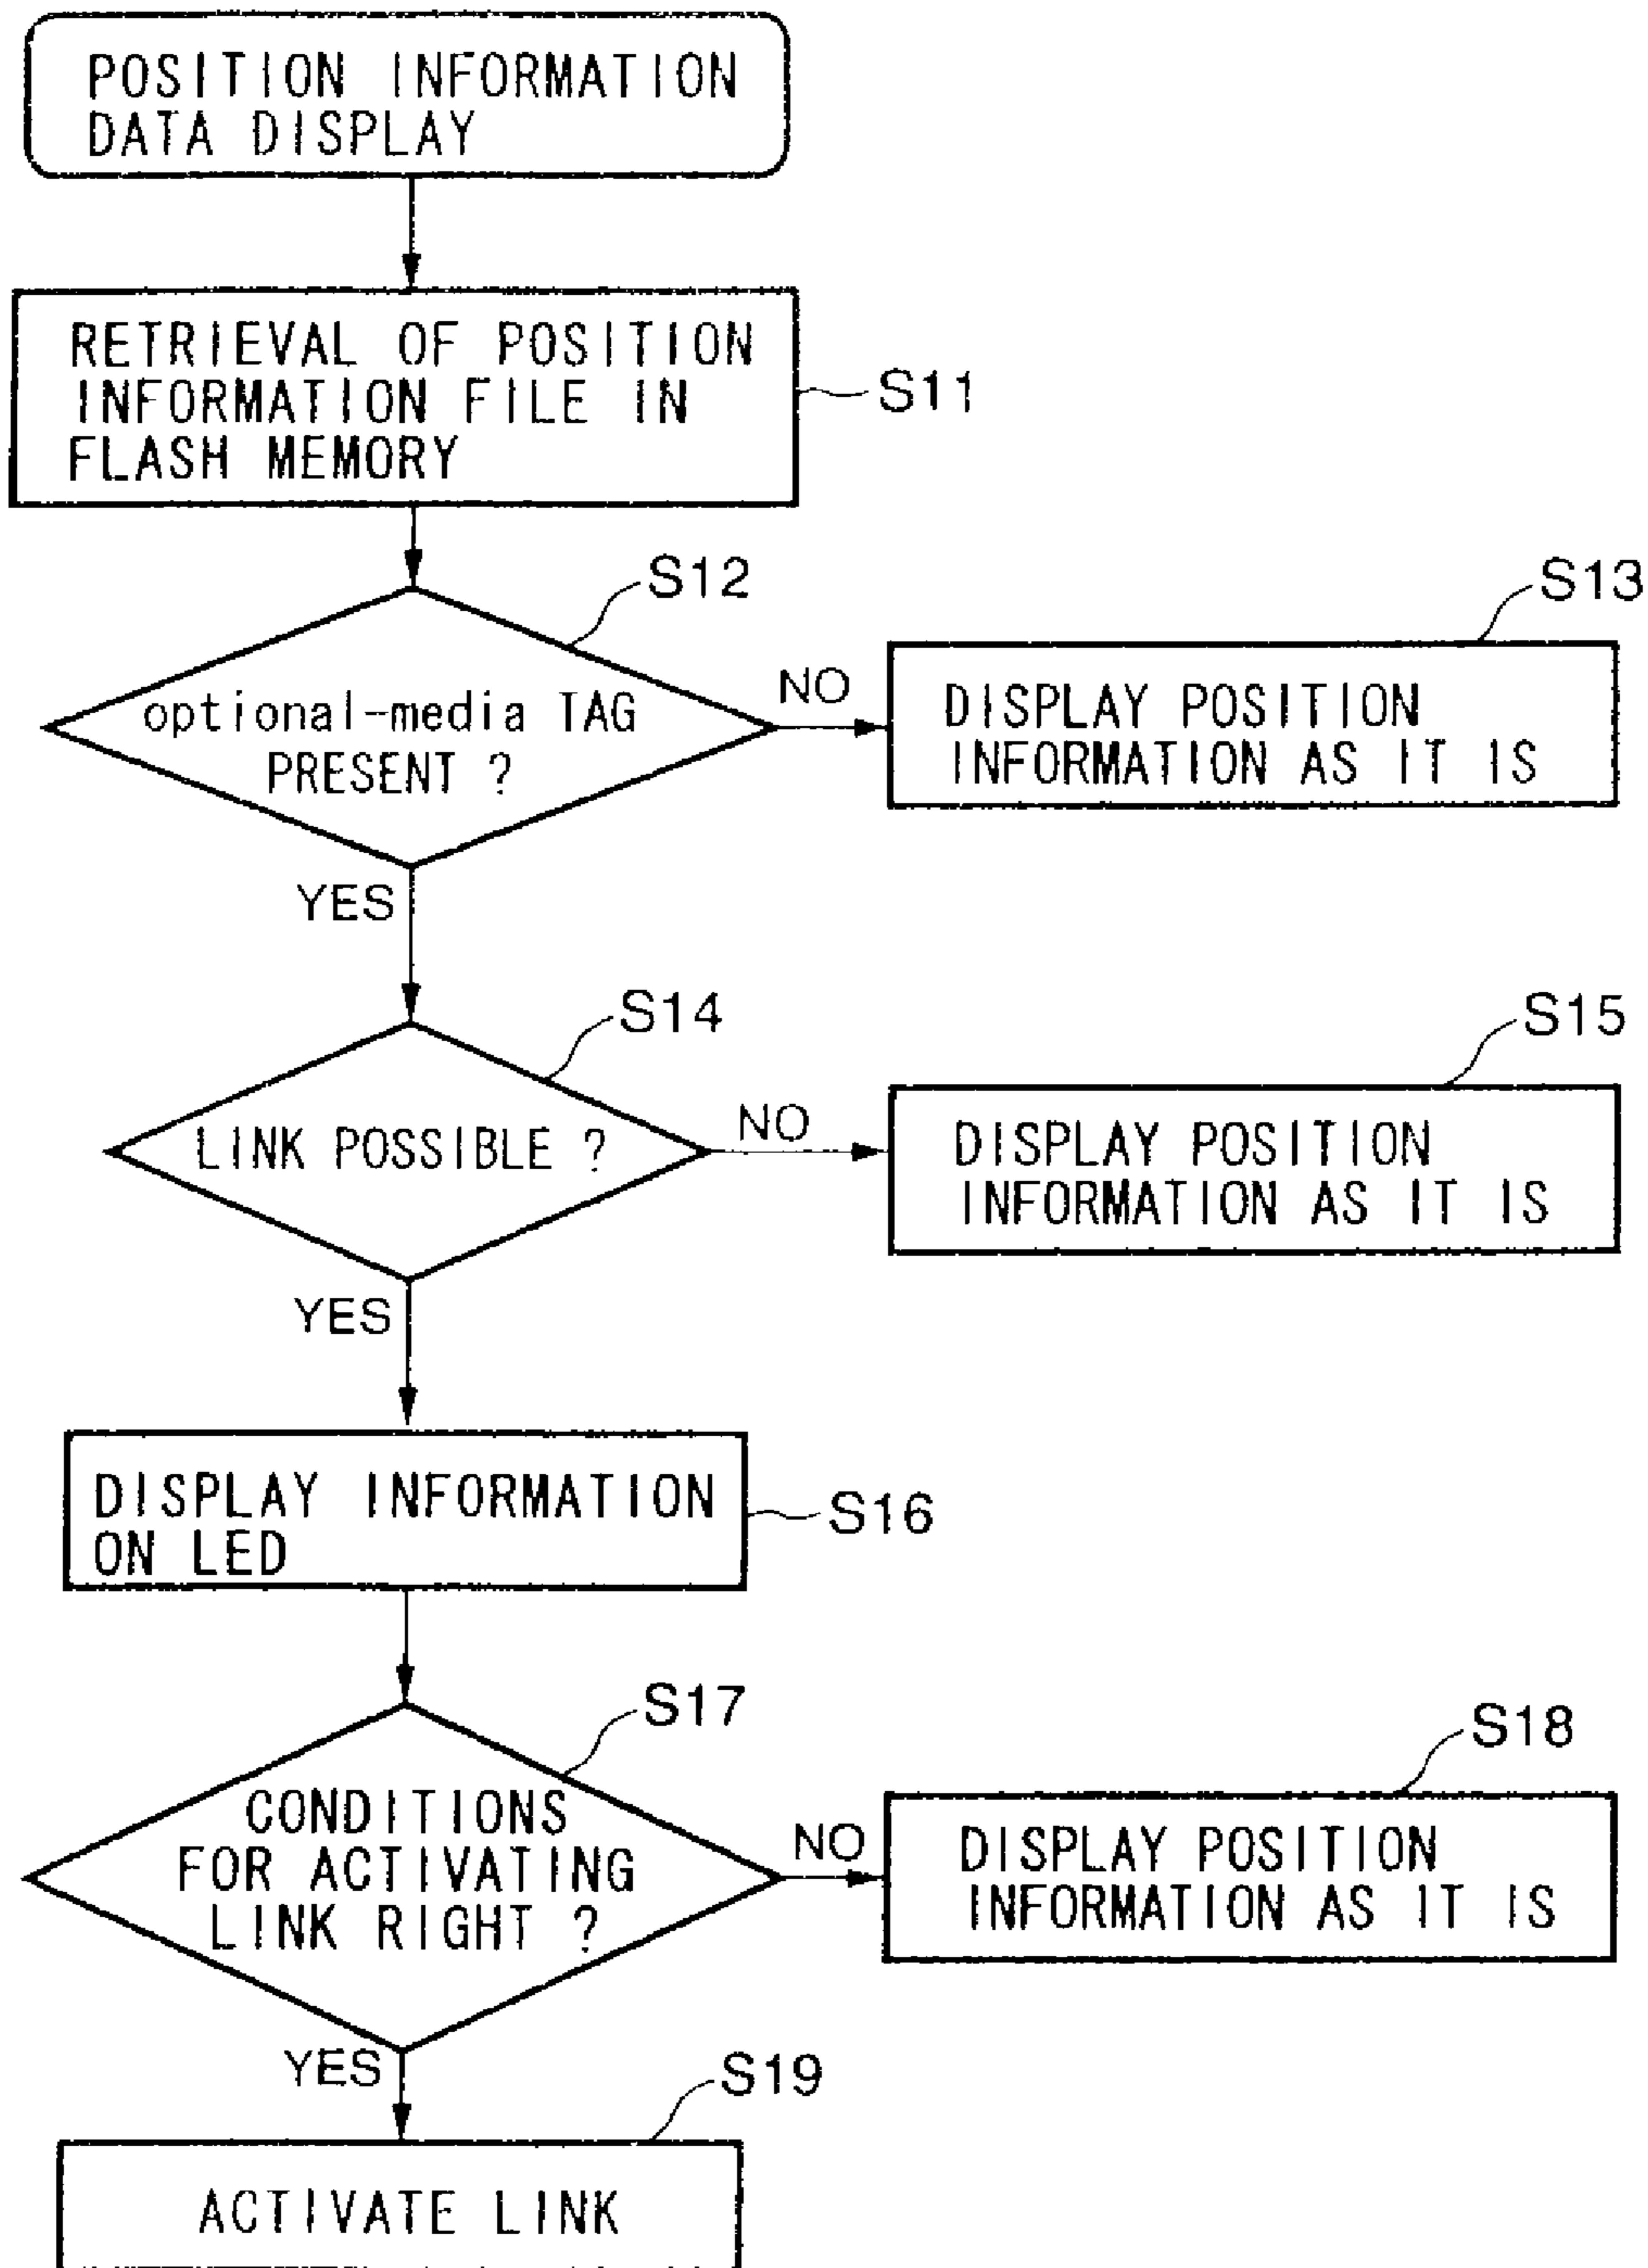 POSITION INFORMATION
DATA DISPLAY
RETRIEVAL OF POSITION
INFORMATION FILE IN
FLASH MEMORY
S11
S12
optional-media TAG
PRESENT ?
NO
S13
DISPLAY POSITION
INFORMATION AS IT IS
YES
S14
LINK POSSIBLE ?
NO
S15
DISPLAY POSITION
INFORMATION AS IT IS
YES
DISPLAY INFORMATION
ON LED
S16
S17
CONDITIONS
FOR ACTIVATING
LINK RIGHT ?
NO
S18
DISPLAY POSITION
INFORMATION AS IT IS
YES
S19
ACTIVATE LINK